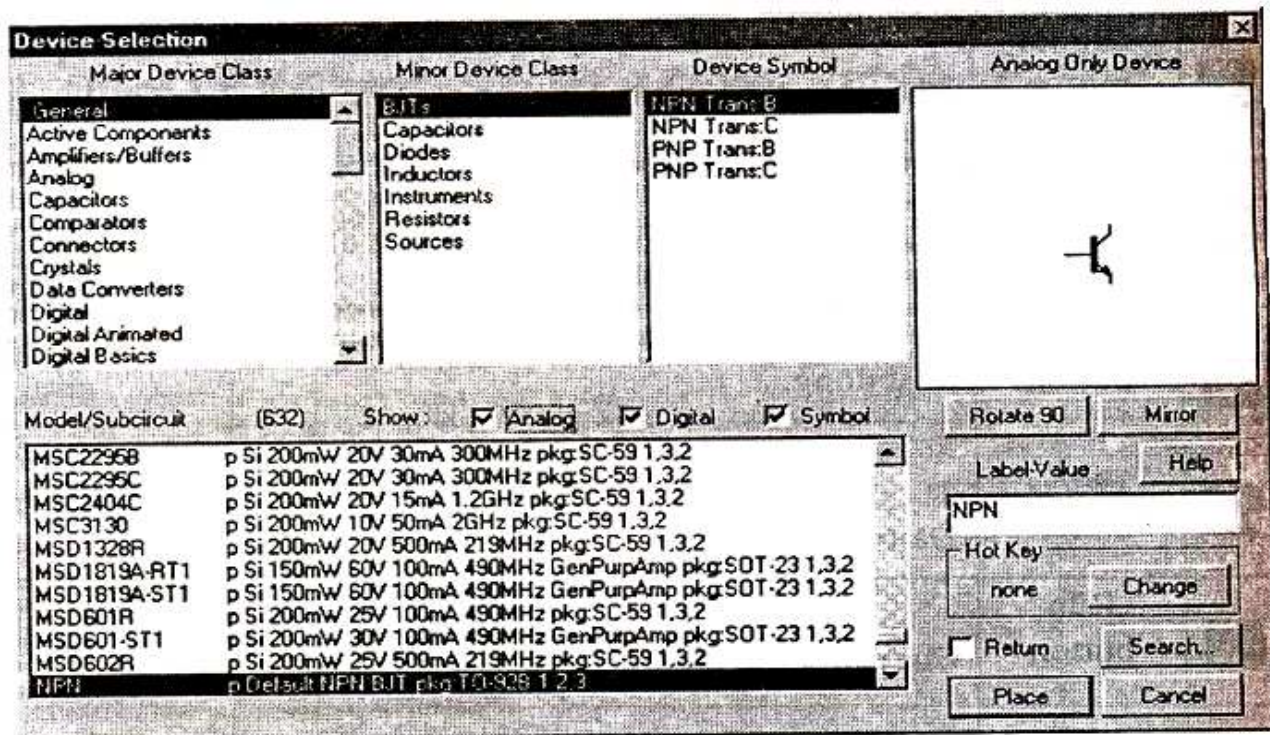 Device Selection
Major Device Class
General
Active Components
Amplifiers/Buffers
Analog
Capacitors
Comparators
Connectors
Crystals
Data Converters
Digital
Digital Animated
Digital Basics
Minor Device Class
BJTs
Capacitors
Diodes
Inductors
Instruments
Resistors
Sources
Device Symbol
NPN Trans:B
NPN Trans:C
PNP Trans:B
PNP Trans:C
Analog Only Device
Model/Subcircuit (632) Show: Analog Digital Symbol
MSC2295B p Si 200mW 20V 30mA 300MHz pkg:SC-59 1,3,2
MSC2295C p Si 200mW 20V 30mA 300MHz pkg:SC-59 1,3,2
MSC2404C p Si 200mW 20V 15mA 1.2GHz pkg:SC-59 1,3,2
MSC3130 p Si 200mW 10V 50mA 2GHz pkg:SC-59 1,3,2
MSD1328R p Si 200mW 20V 500mA 219MHz pkg:SC-59 1,3,2
MSD1819A-RT1 p Si 150mW 60V 100mA 490MHz GenPurpAmp pkg:SOT-23 1,3,2
MSD1819A-ST1 p Si 150mW 60V 100mA 490MHz GenPurpAmp pkg:SOT-23 1,3,2
MSD601R p Si 200mW 25V 100mA 490MHz pkg:SC-59 1,3,2
MSD601-ST1 p Si 200mW 30V 100mA 490MHz GenPurpAmp pkg:SOT-23 1,3,2
MSD602R p Si 200mW 25V 500mA 219MHz pkg:SC-59 1,3,2
NPN p Default NPN BJT pkg:TO-92B 1,2,3
Rotate 90 Mirror
Label-Value Help
NPN
Hot Key
none Change
Return Search...
Place Cancel